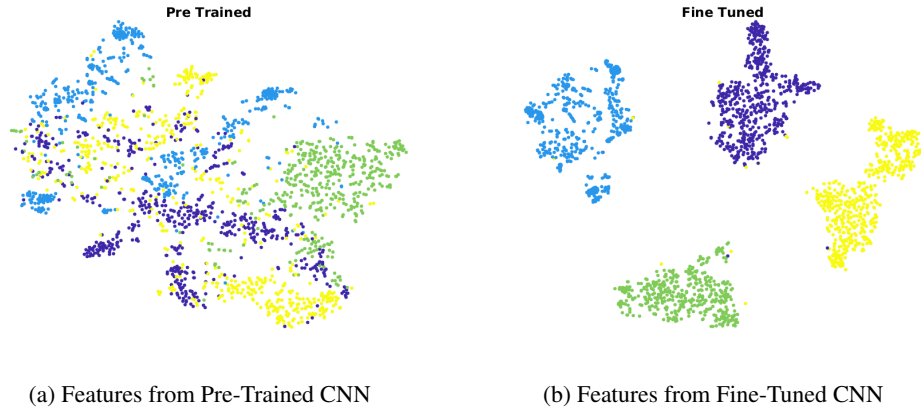 Pre Trained
Fine Tuned
(a) Features from Pre-Trained CNN
(b) Features from Fine-Tuned CNN